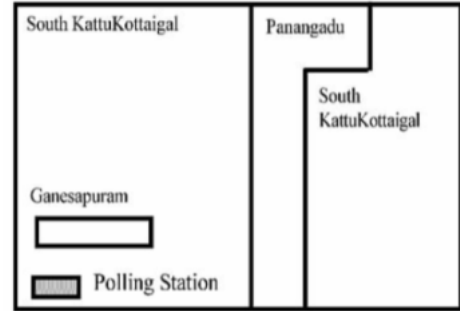 South KattuKottaigal
Panangadu
South
KattuKottaigal
Ganesapuram
Polling Station